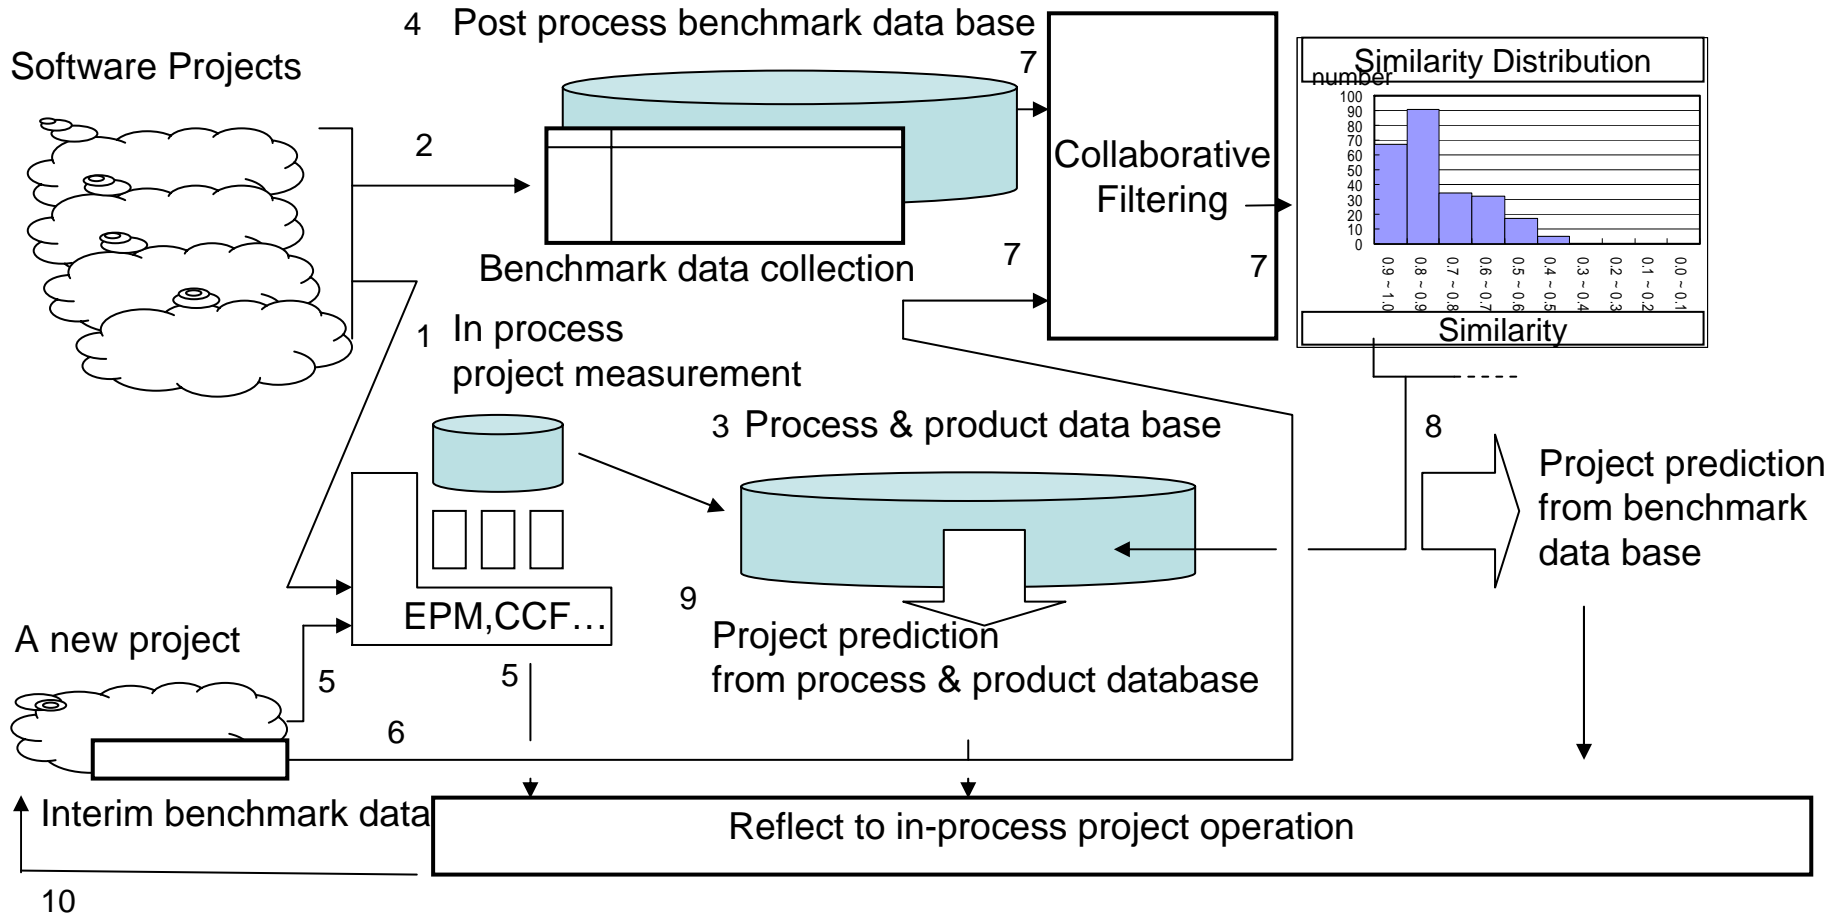 4 Post process benchmark data base
Software Projects
7
Similarity Distribution
number
100
90
80
70
60
50
40
30
20
10
0
2
Collaborative
Filtering
Benchmark data collection
7
7
0.9 ~ 1.0
0.8 ~ 0.9
0.7 ~ 0.8
0.6 ~ 0.7
0.5 ~ 0.6
0.4 ~ 0.5
0.3 ~ 0.4
0.2 ~ 0.3
0.1 ~ 0.2
0.0 ~ 0.1
Similarity
1 In process
project measurement
3 Process & product data base
8
Project prediction
from benchmark
data base
EPM,CCF…
9
Project prediction
from process & product database
A new project
5
5
6
Interim benchmark data
Reflect to in-process project operation
10